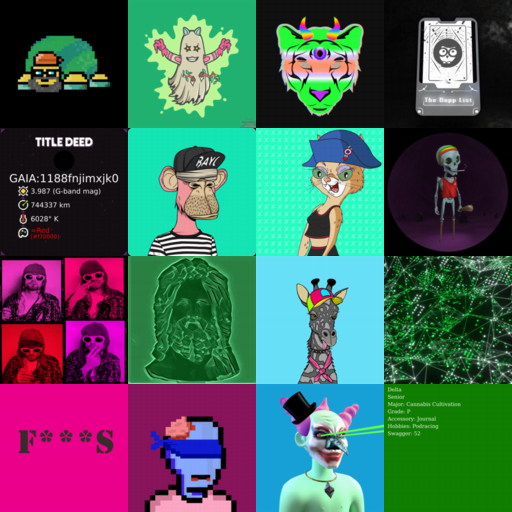 The Dapp List
TITLE DEED
GAIA:1188fnjimxjk0
3.987 (G-band mag)
744337 km
6028° K
BAYC
F***S
Delta
Senior
Major: Cannabis Cultivation
Grade: F
Accessory: Journal
Hobbies: Podracing
Swagger: 52